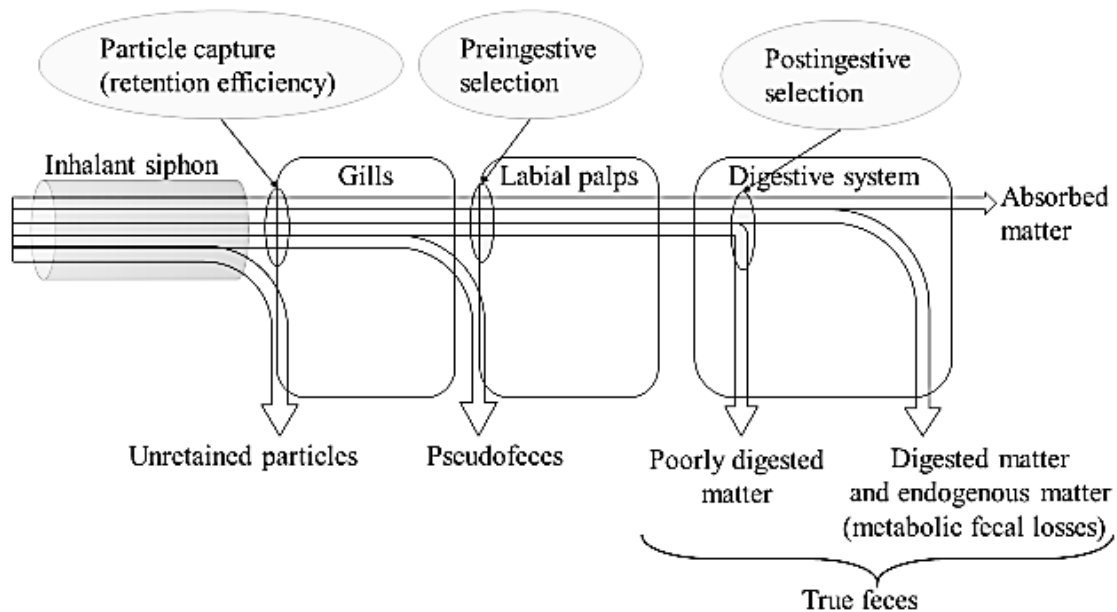 Particle capture
(retention efficiency)
Preingestive
selection
Postingestive
selection
Inhalant siphon
Gills
Labial palps
Digestive system
Absorbed
matter
Unretained particles
Pseudofeces
Poorly digested
matter
Digested matter
and endogenous matter
(metabolic fecal losses)
True feces